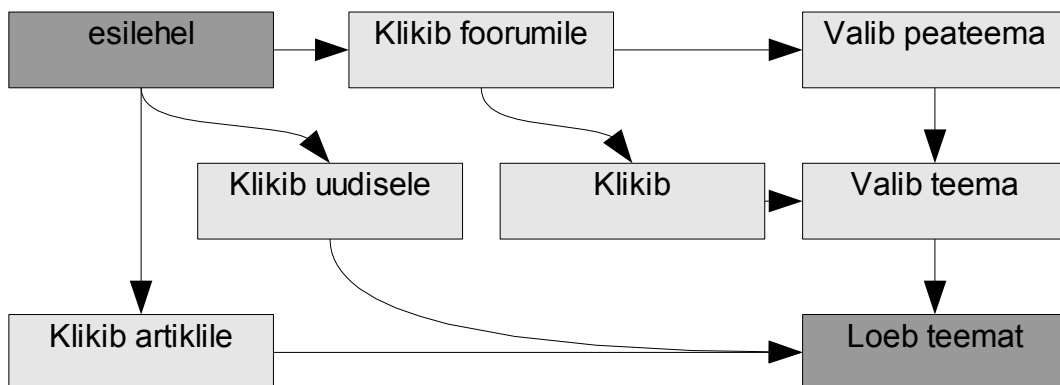 esilehel
Klikib foorumile
Valib peateema
Klikib uudisele
Klikib
Valib teema
Klikib artiklile
Loeb teemat